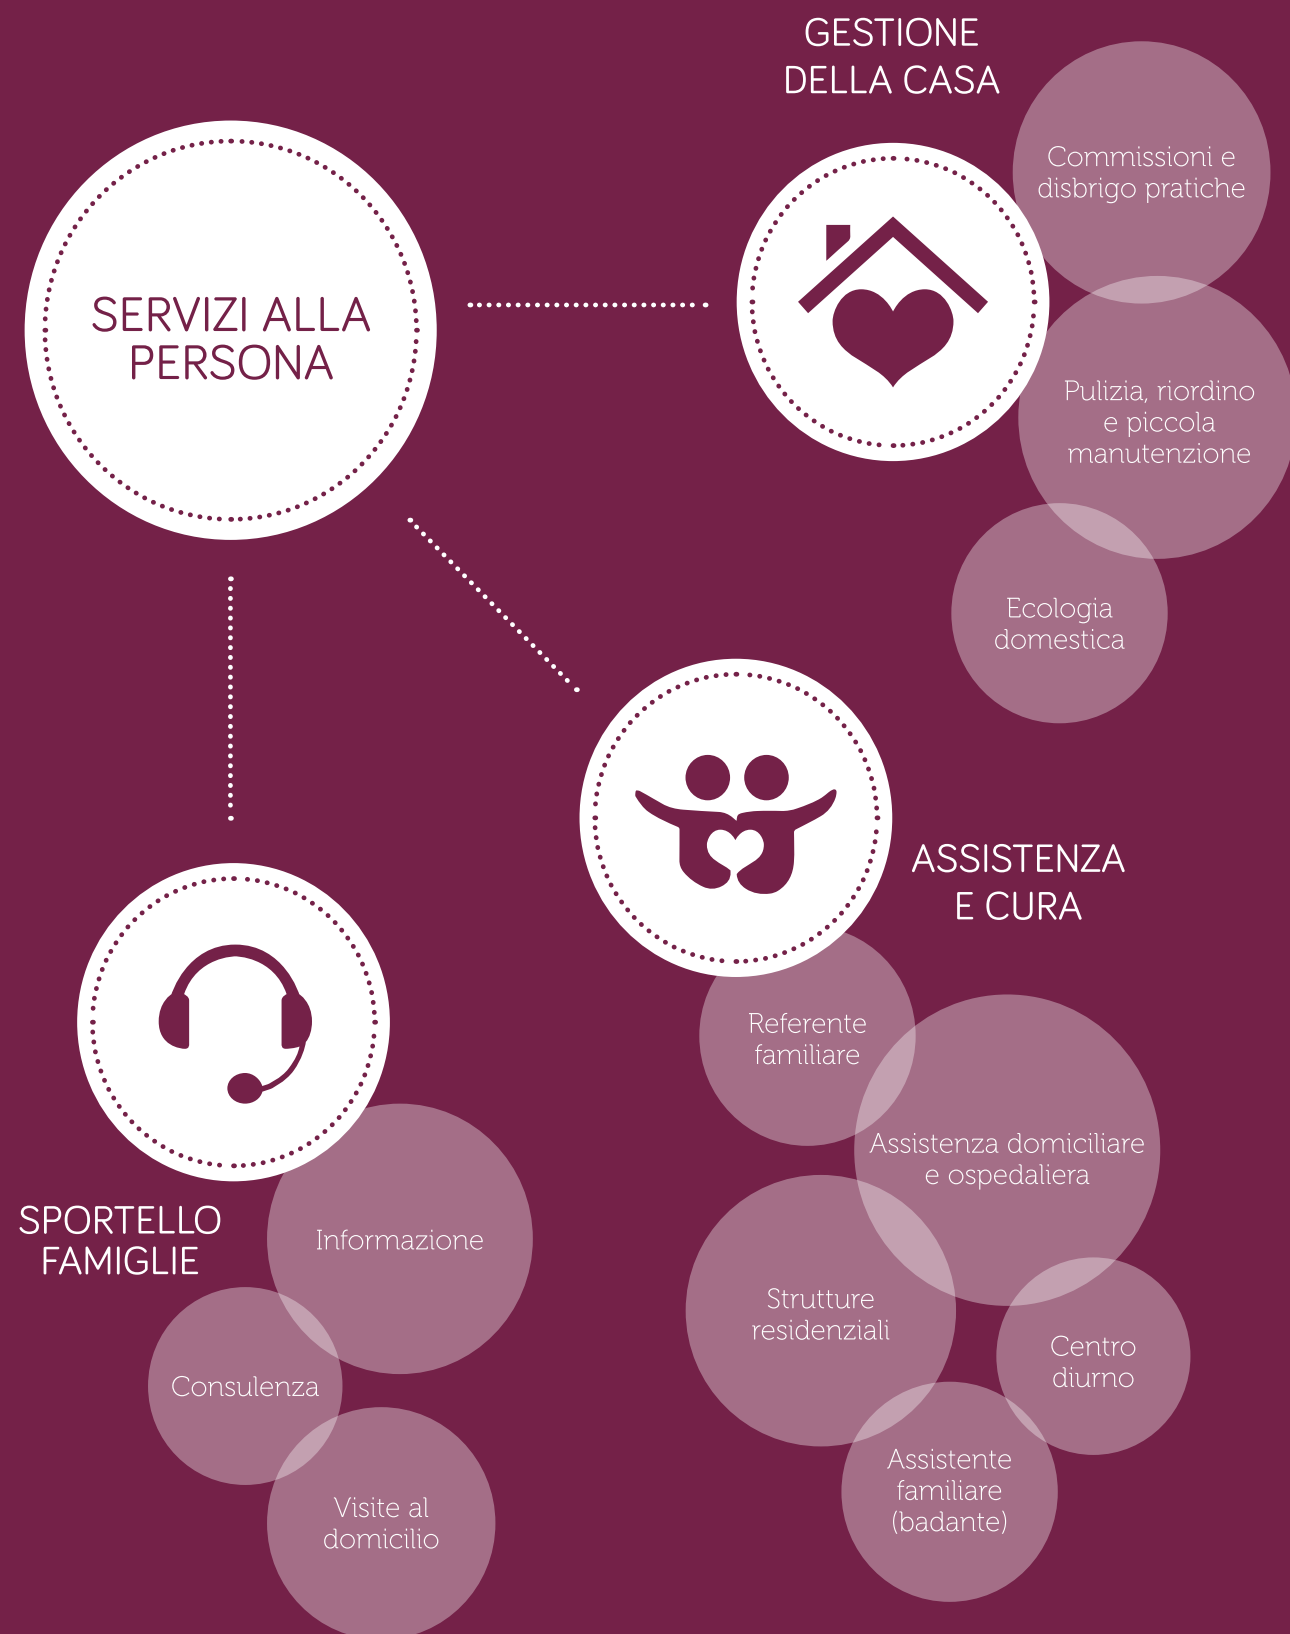 GESTIONE
DELLA CASA
Commissioni e
disbrigo pratiche
SERVIZI ALLA
PERSONA
Pulizia, riordino
e piccola
manutenzione
Ecologia
domestica
ASSISTENZA
E CURA
Referente
familiare
Assistenza domiciliare
e ospedaliera
Strutture
residenziali
Centro
diurno
Assistente
familiare
(badante)
SPORTELLO
FAMIGLIE
Informazione
Consulenza
Visite al
domicilio